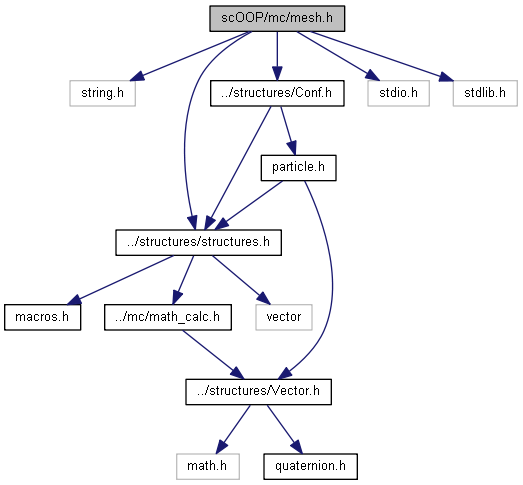 scOOP/mc/mesh.h
string.h
../structures/Conf.h
stdio.h
stdlib.h
particle.h
../structures/structures.h
macros.h
../mc/math_calc.h
vector
../structures/Vector.h
math.h
quaternion.h